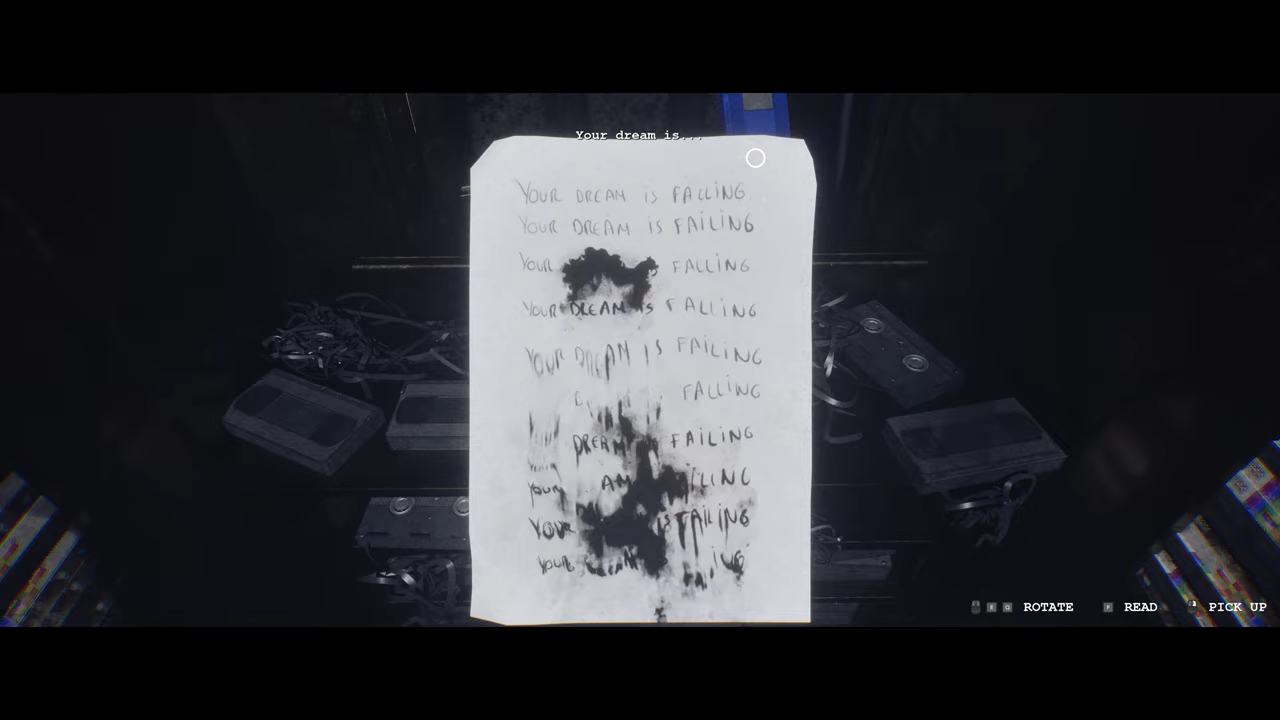 Your dream is...
YOUR DREAM IS FALLING
YOUR DREAM IS FAILING
YOUR FALLING
YOUR DREAM IS FALLING
YOUR DREAM IS FAILING
FALLING
DREAM FAILING
YOUR
YOUR IS FAILING
YOUR
ROTATE READ PICK UP